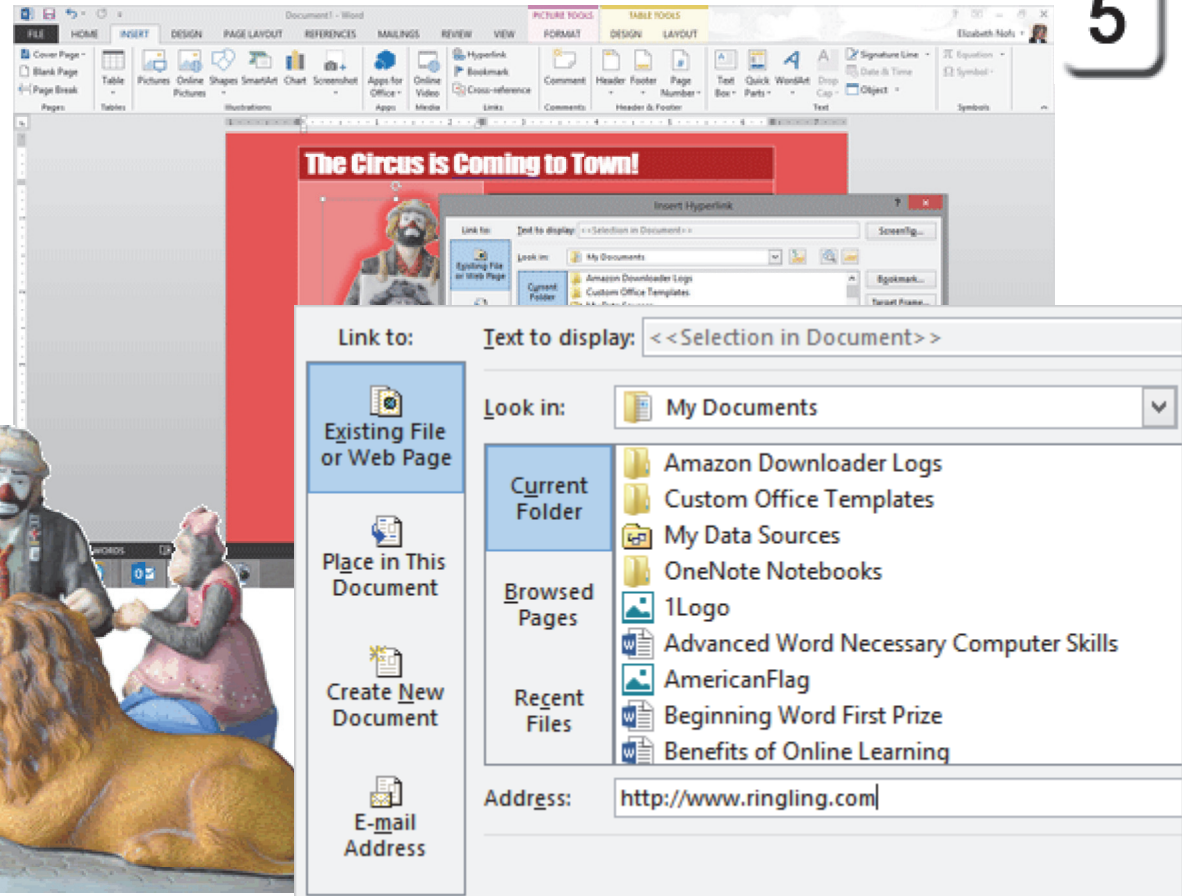 Document1 - Word
PICTURE TOOLS
TABLE TOOLS
5
FILE HOME INSERT DESIGN PAGE LAYOUT REFERENCES MAILINGS REVIEW VIEW FORMAT DESIGN LAYOUT Elizabeth Nofs
Cover Page
Blank Page
Page Break
Pages
Table
Tables
Pictures Online Pictures Shapes SmartArt Chart Screenshot
Illustrations
Apps for Office
Apps
Online Video
Media
Hyperlink
Bookmark
Cross-reference
Links
Comment
Comments
Header Footer Page Number
Header & Footer
Text Box Quick Parts WordArt Drop Cap
Signature Line
Date & Time
Object
Text
Equation
Symbol
Symbols
The Circus is Coming to Town!
Insert Hyperlink
Link to:
Text to display: <<Selection in Document>>
ScreenTip...
Existing File or Web Page
Look in: My Documents
Current Folder
Amazon Downloader Logs
Custom Office Templates
Bookmark...
Target Frame...
WORDS
Link to:
Text to display: <<Selection in Document>>
Existing File
or Web Page
Place in This
Document
Create New
Document
E-mail
Address
Look in:
My Documents
Current
Folder
Browsed
Pages
Recent
Files
Amazon Downloader Logs
Custom Office Templates
My Data Sources
OneNote Notebooks
1Logo
Advanced Word Necessary Computer Skills
AmericanFlag
Beginning Word First Prize
Benefits of Online Learning
Address:
http://www.ringling.com